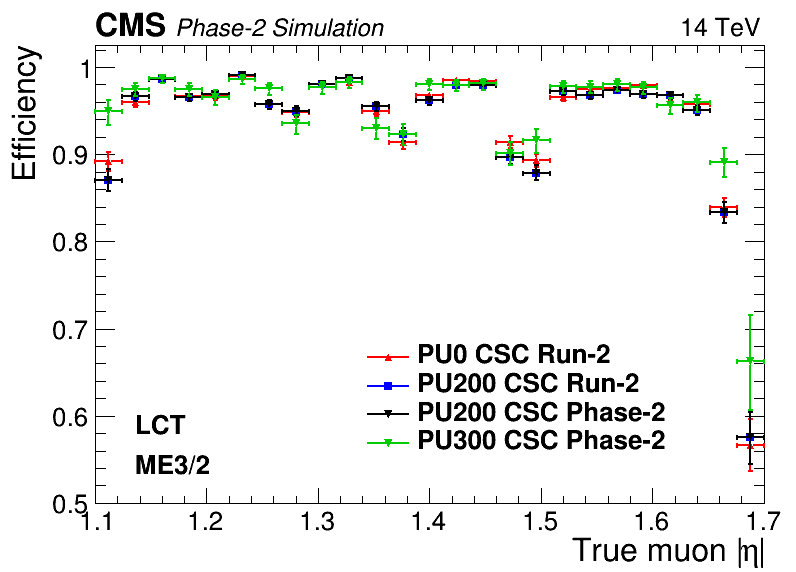 CMS Phase-2 Simulation 14 TeV
Efficiency
1
0.9
0.8
0.7
0.6
0.5
PU0 CSC Run-2
PU200 CSC Run-2
PU200 CSC Phase-2
PU300 CSC Phase-2
LCT
ME3/2
1.1 1.2 1.3 1.4 1.5 1.6 1.7
True muon |η|